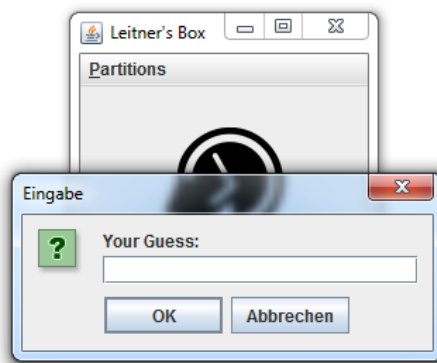 Leitner's Box
Partitions
Eingabe
?
Your Guess:
OK
Abbrechen